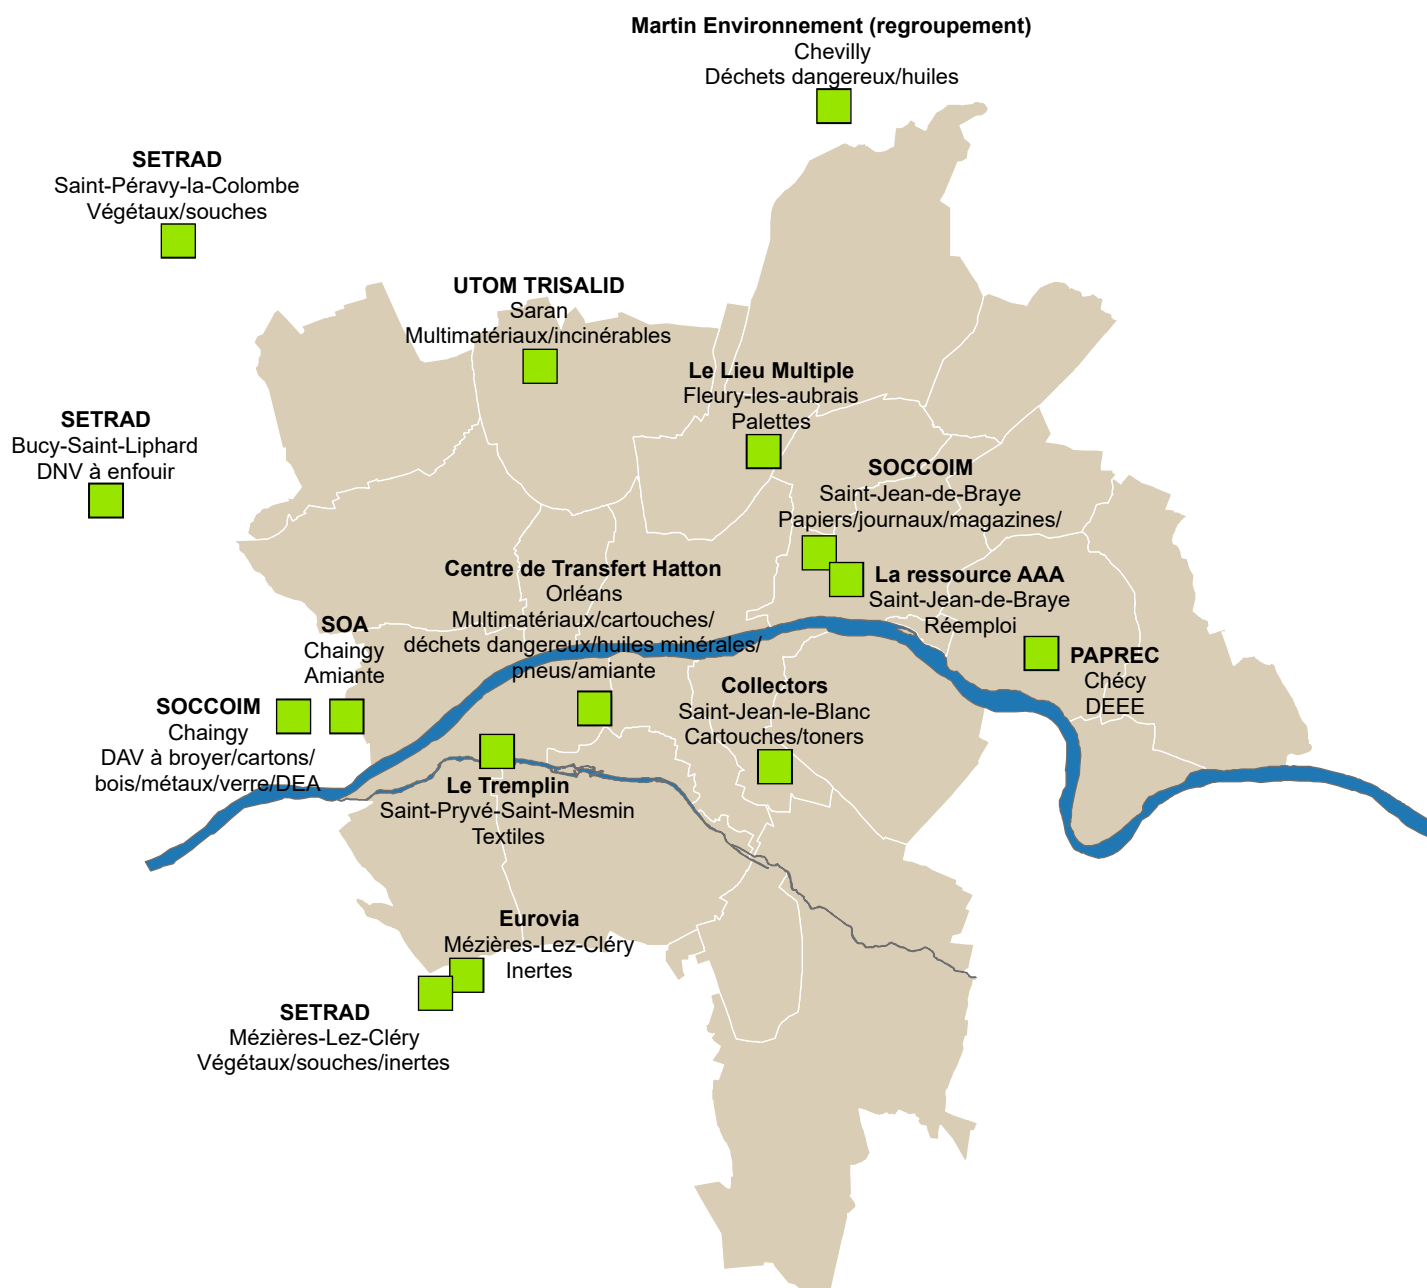 Martin Environnement (regroupement)
Chevilly
Déchets dangereux/huiles
SETRAD
Saint-Péravy-la-Colombe
Végétaux/souches
UTOM TRISALID
Saran
Multimatériaux/incinérables
Le Lieu Multiple
Fleury-les-aubrais
Palettes
SETRAD
Bucy-Saint-Liphard
DNV à enfouir
SOCCOIM
Saint-Jean-de-Braye
Papiers/journaux/magazines/
Centre de Transfert Hatton
Orléans
Multimatériaux/cartouches/
déchets dangereux/huiles minérales/
pneus/amiante
La ressource AAA
Saint-Jean-de-Braye
Réemploi
SOA
Chaingy
Amiante
PAPREC
Chécy
DEEE
SOCCOIM
Chaingy
DAV à broyer/cartons/
bois/métaux/verre/DEA
Collectors
Saint-Jean-le-Blanc
Cartouches/toners
Le Tremplin
Saint-Pryvé-Saint-Mesmin
Textiles
Eurovia
Mézières-Lez-Cléry
Inertes
SETRAD
Mézières-Lez-Cléry
Végétaux/souches/inertes